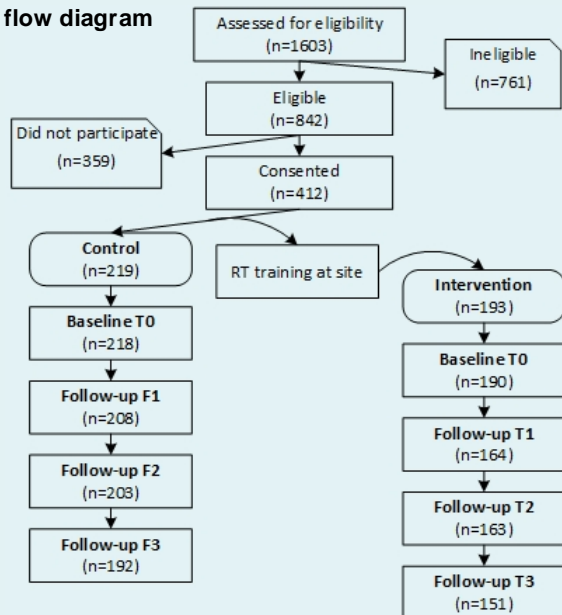 flow diagram
Assessed for eligibility
(n=1603)
Ineligible
(n=761)
Eligible
(n=842)
Did not participate
(n=359)
Consented
(n=412)
Control
(n=219)
RT training at site
Intervention
(n=193)
Baseline T0
(n=218)
Baseline T0
(n=190)
Follow-up F1
(n=208)
Follow-up T1
(n=164)
Follow-up F2
(n=203)
Follow-up T2
(n=163)
Follow-up F3
(n=192)
Follow-up T3
(n=151)